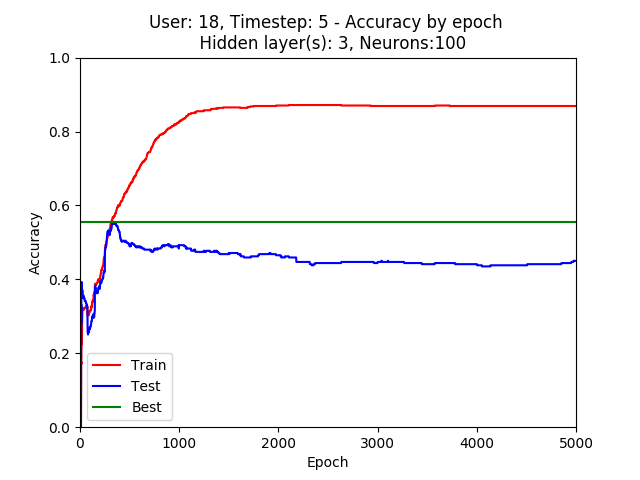 User: 18, Timestep: 5 - Accuracy by epoch
Hidden layer(s): 3, Neurons:100
1.0
0.8
0.6
0.4
0.2
0.0
Accuracy
Train
Test
Best
0 1000 2000 3000 4000 5000
Epoch